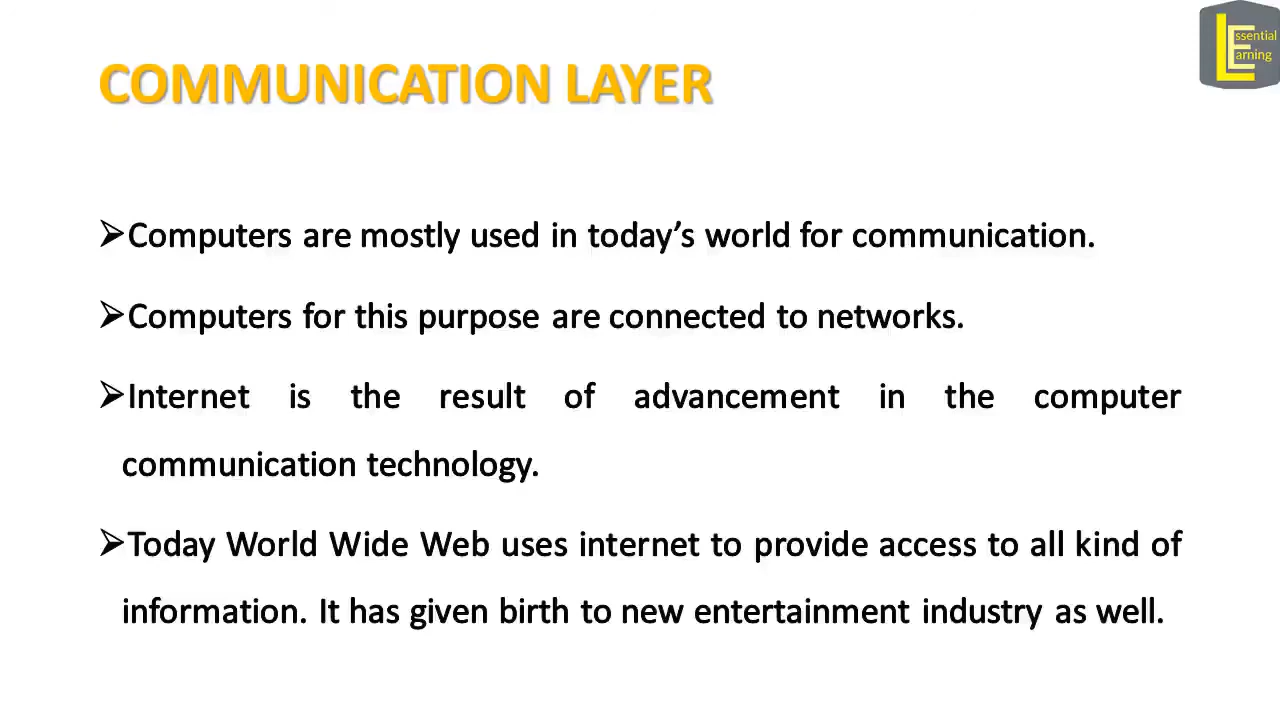 COMMUNICATION LAYER
Essential
Learning
➢Computers are mostly used in today’s world for communication.
➢Computers for this purpose are connected to networks.
➢Internet is the result of advancement in the computer
communication technology.
➢Today World Wide Web uses internet to provide access to all kind of
information. It has given birth to new entertainment industry as well.